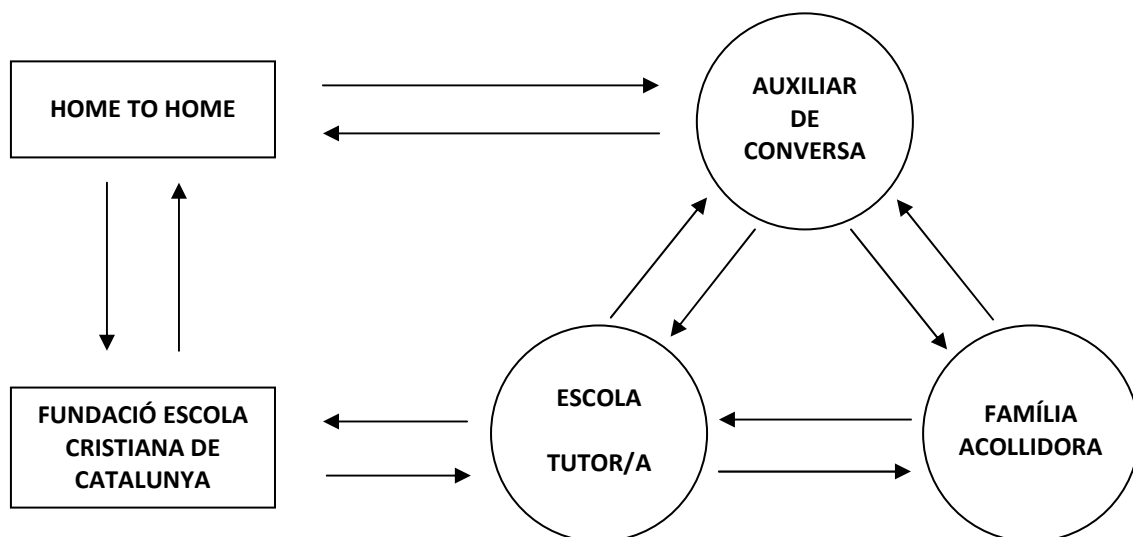 HOME TO HOME
AUXILIAR
DE
CONVERSA
FUNDACIÓ ESCOLA
CRISTIANA DE
CATALUNYA
ESCOLA
TUTOR/A
FAMÍLIA
ACOLLIDORA